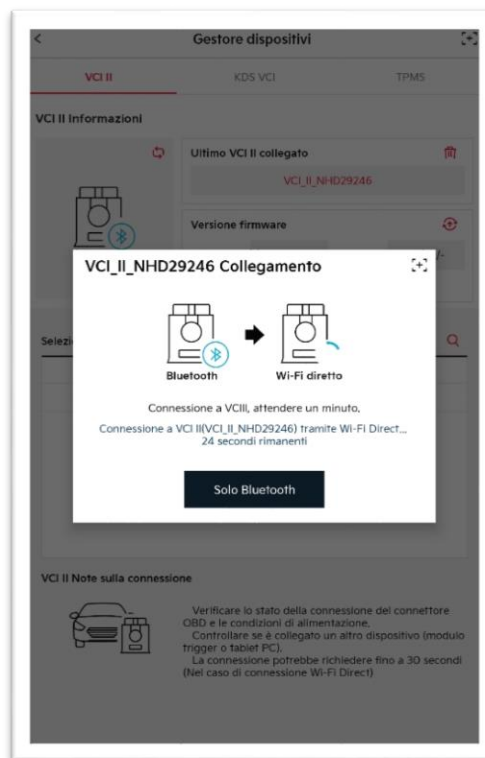 Gestore dispositivi
VCI II
KDS VCI
TPMS
VCI II Informazioni
Ultimo VCI II collegato
VCI_II_NHD29246
Versione firmware
/-
VCI_II_NHD29246 Collegamento
Bluetooth
Wi-Fi diretto
Connessione a VCIII, attendere un minuto.
Connessione a VCI II(VCI_II_NHD29246) tramite Wi-Fi Direct...
24 secondi rimanenti
Solo Bluetooth
VCI II Note sulla connessione
Verificare lo stato della connessione del connettore
OBD e le condizioni di alimentazione.
Controllare se è collegato un altro dispositivo (modulo
trigger o tablet PC).
La connessione potrebbe richiedere fino a 30 secondi
(Nel caso di connessione Wi-Fi Direct)